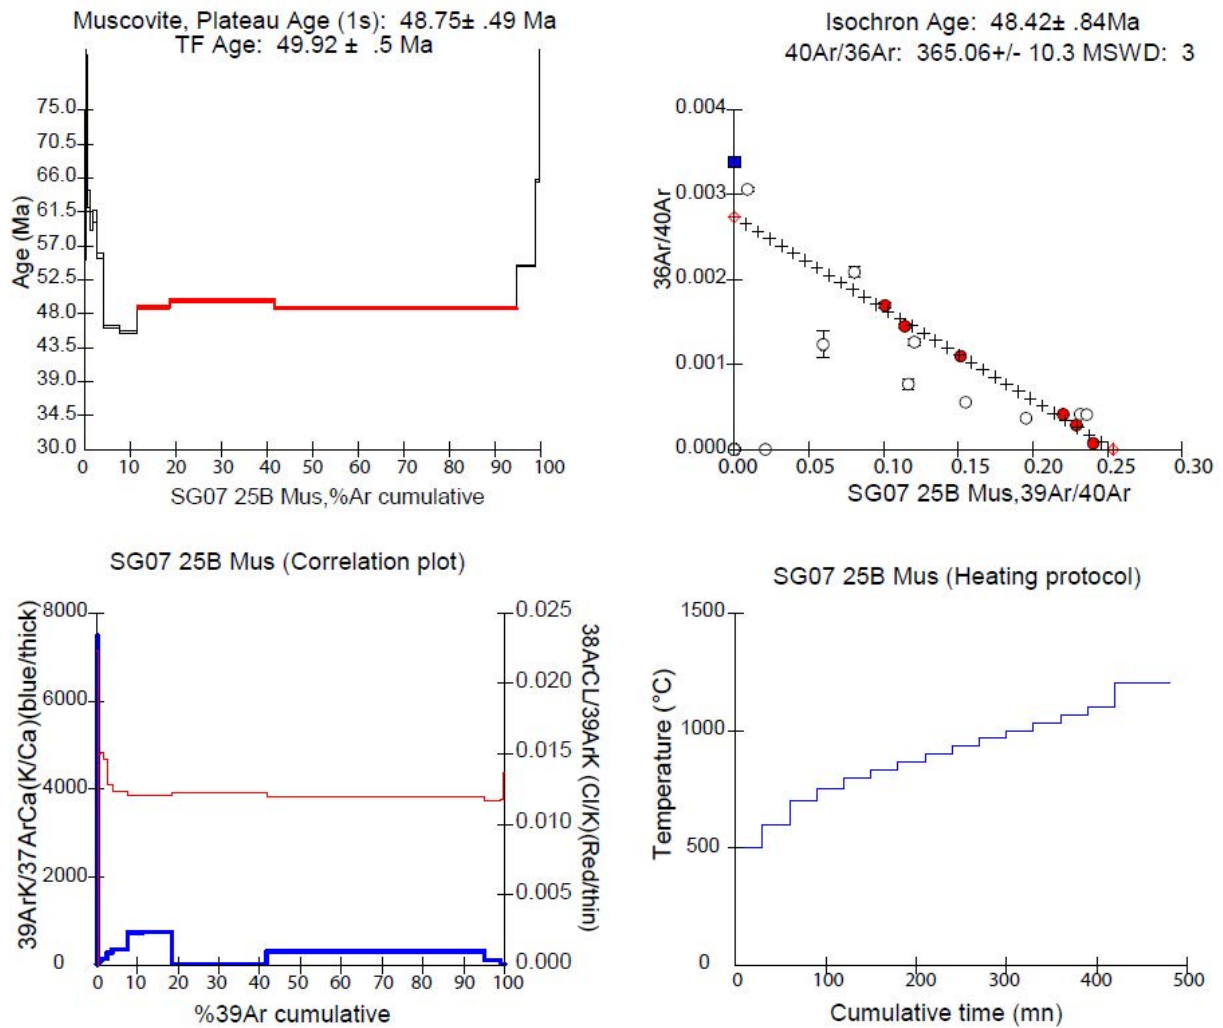 Muscovite, Plateau Age (1s): 48.75± .49 Ma
TF Age: 49.92 ± .5 Ma
75.0
70.5
66.0
61.5
57.0
52.5
48.0
43.5
39.0
34.5
30.0
Age (Ma)
0 10 20 30 40 50 60 70 80 90 100
SG07 25B Mus,%Ar cumulative
Isochron Age: 48.42± .84Ma
40Ar/36Ar: 365.06+/- 10.3 MSWD: 3
0.004
0.003
0.002
0.001
0.000
36Ar/40Ar
0.00 0.05 0.10 0.15 0.20 0.25 0.30
SG07 25B Mus,39Ar/40Ar
SG07 25B Mus (Correlation plot)
8000
6000
4000
2000
0
39ArK/37ArCa(K/Ca)(blue/thick)
0.025
0.020
0.015
0.010
0.005
0.000
38ArCL/39ArK (Cl/K)(Red/thin)
0 10 20 30 40 50 60 70 80 90 100
%39Ar cumulative
SG07 25B Mus (Heating protocol)
1500
1000
500
0
Temperature (°C)
0 100 200 300 400 500
Cumulative time (mn)